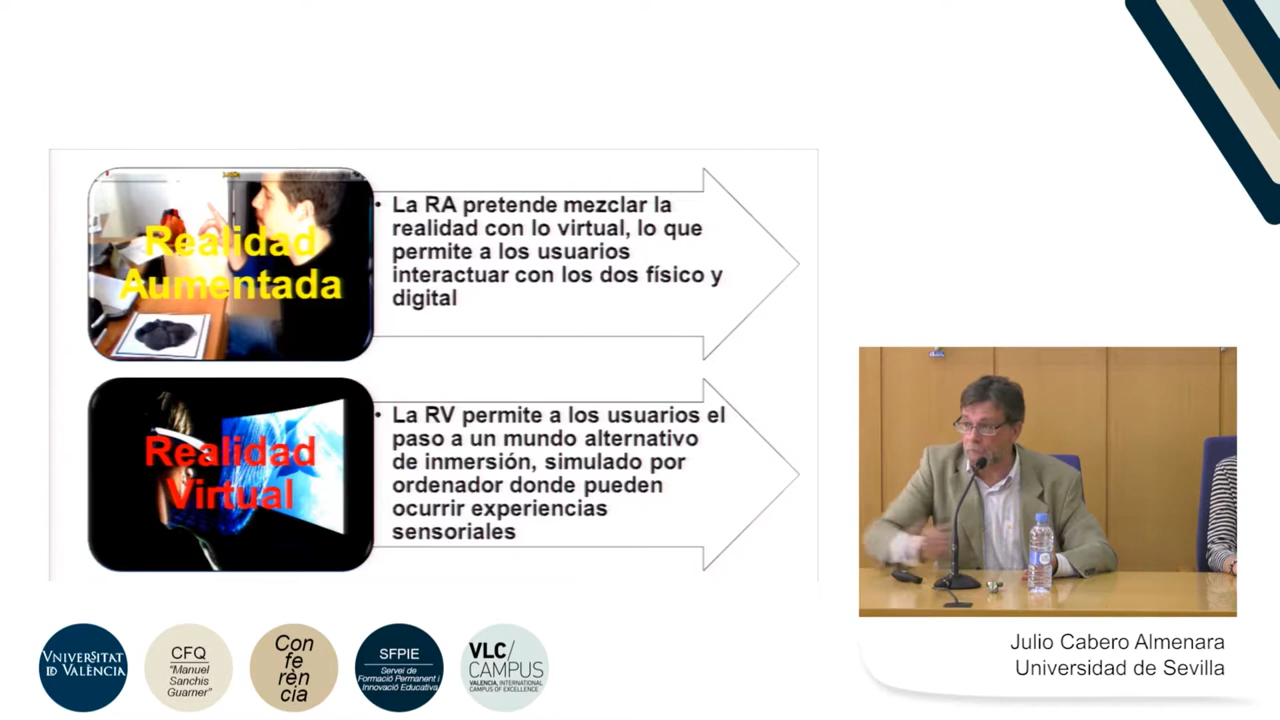 Realidad
Aumentada
• La RA pretende mezclar la
realidad con lo virtual, lo que
permite a los usuarios
interactuar con los dos físico y
digital
Realidad
Virtual
• La RV permite a los usuarios el
paso a un mundo alternativo
de inmersión, simulado por
ordenador donde pueden
ocurrir experiencias
sensoriales
Julio Cabero Almenara
Universidad de Sevilla
VNIVERSITAT
ID VALÈNCIA
CFQ
"Manuel
Sanchis
Guarner"
Con
fe
rèn
cia
SFPIE
Servei de
Formació Permanent i
Innovació Educativa
VLC/
CAMPUS
VALENCIA, INTERNATIONAL
CAMPUS OF EXCELLENCE